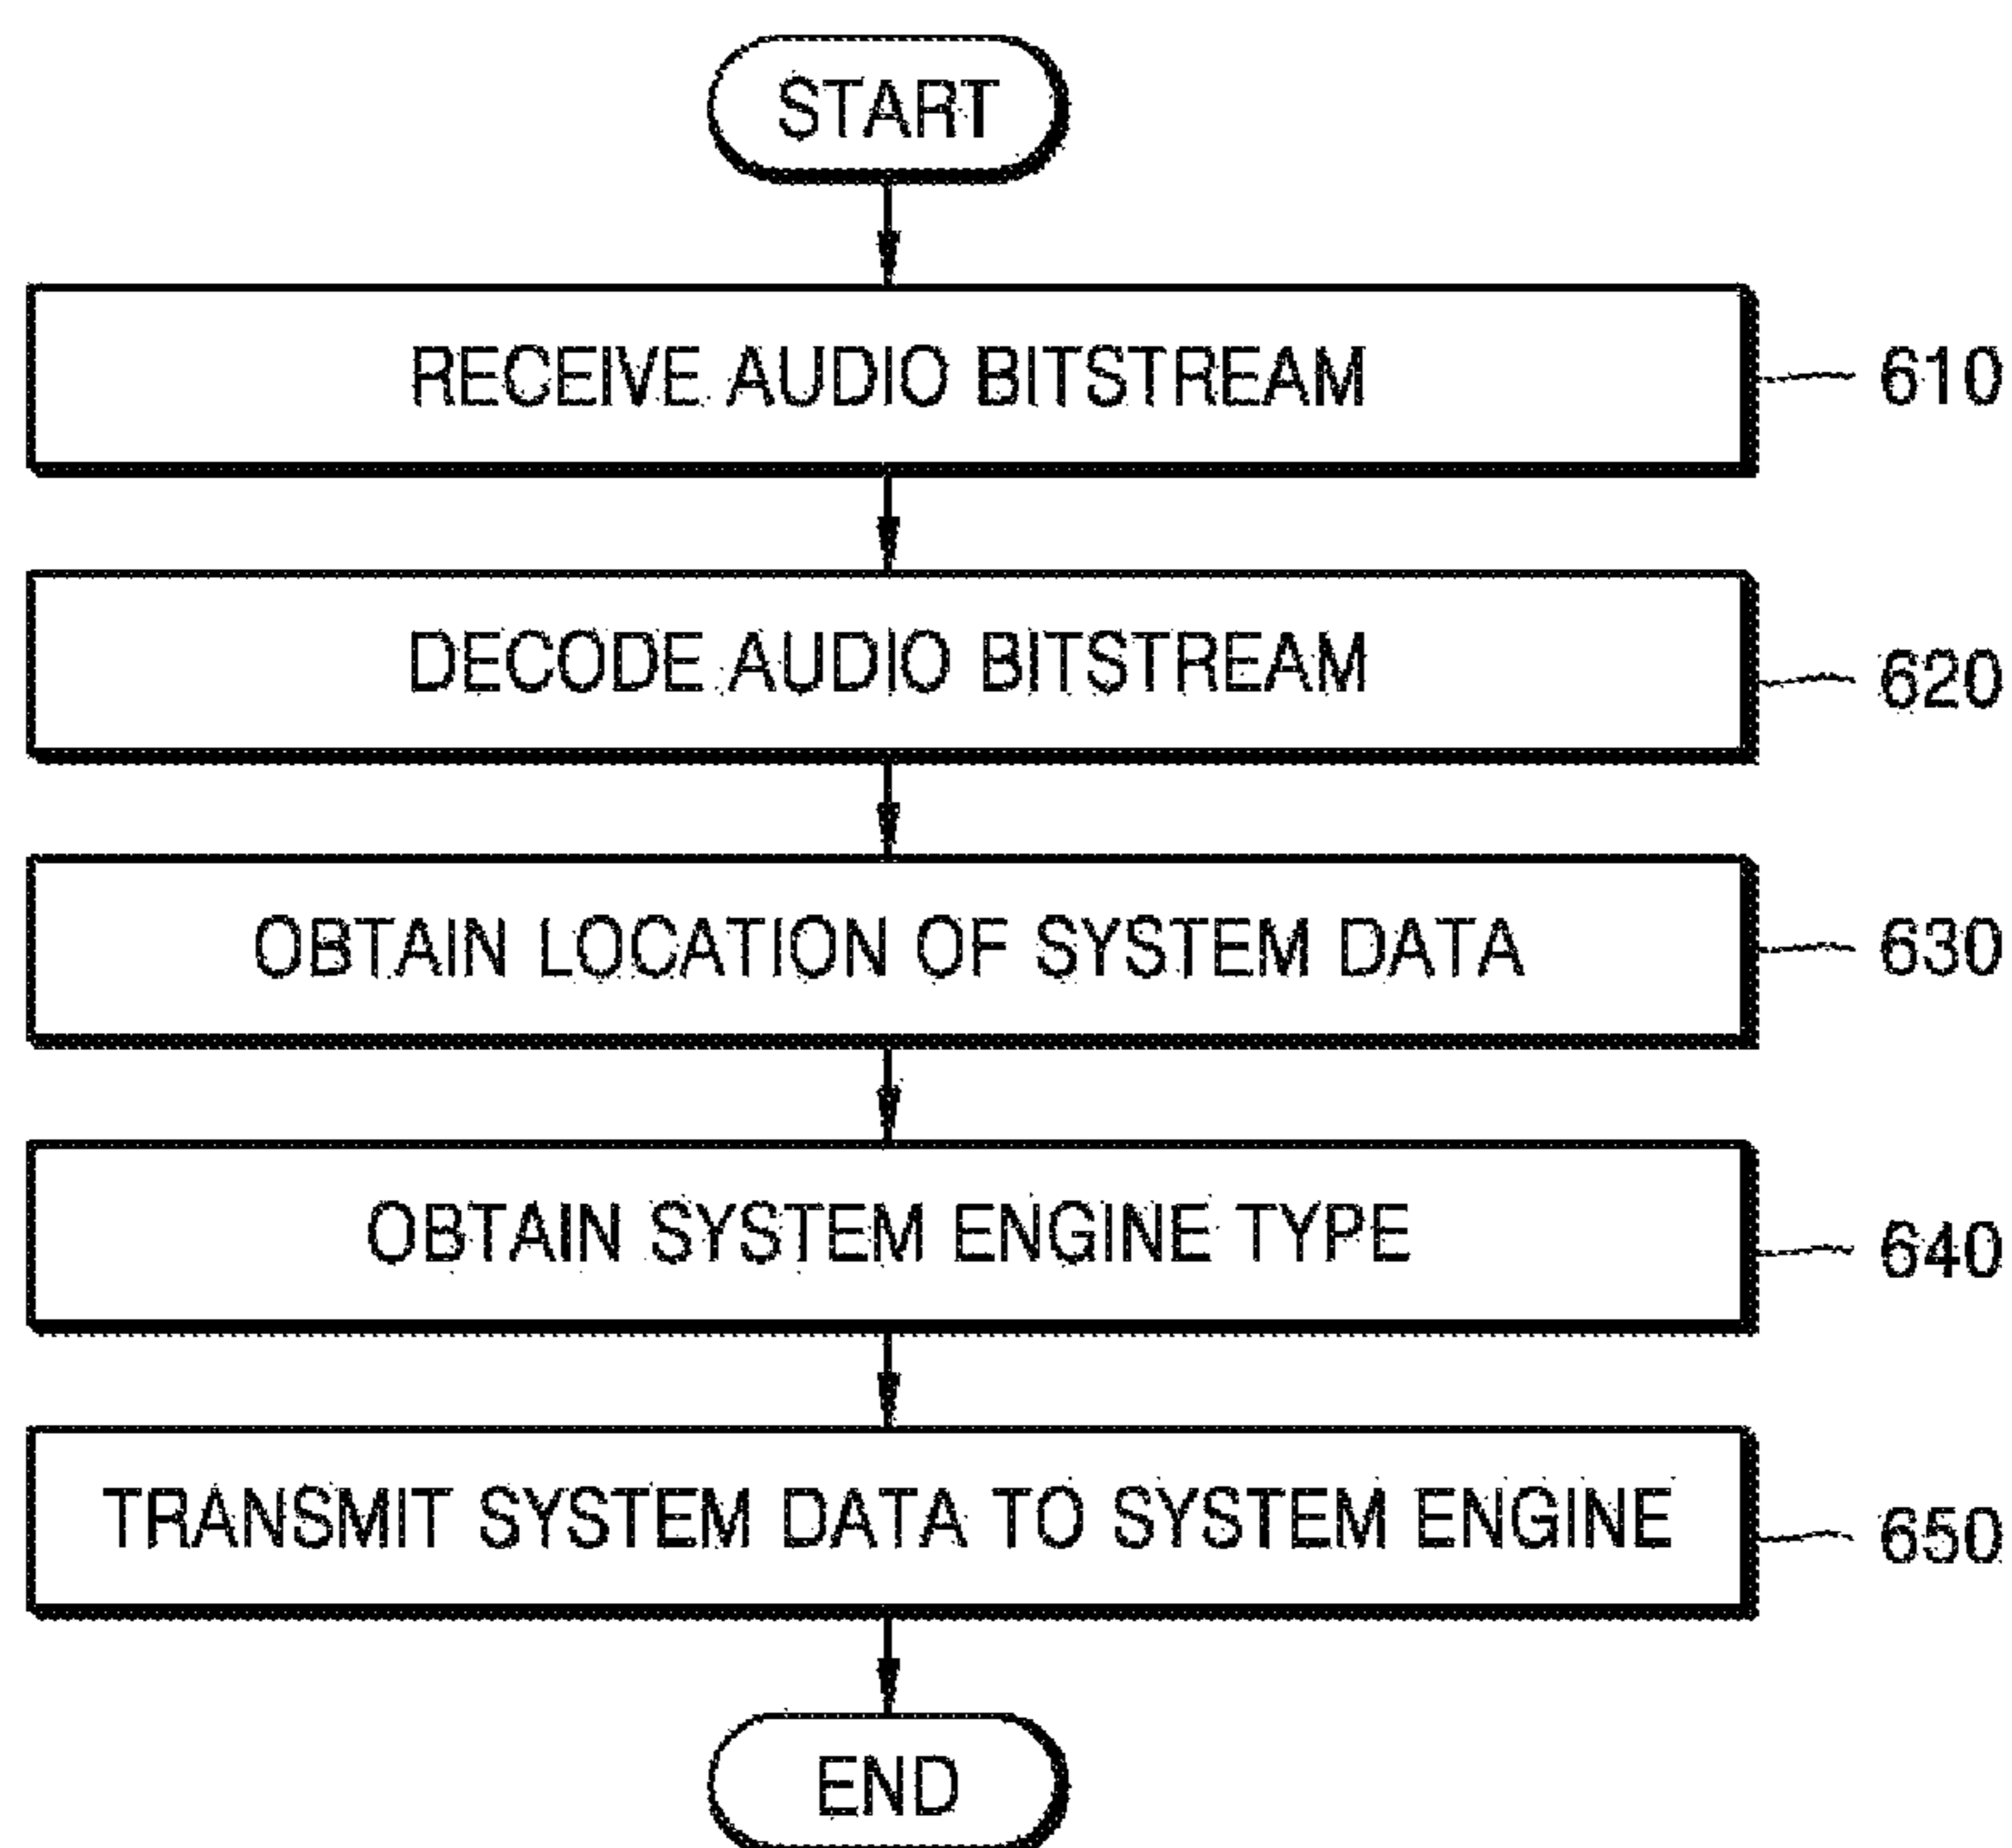 START
RECEIVE AUDIO BITSTREAM
610
DECODE AUDIO BITSTREAM
620
OBTAIN LOCATION OF SYSTEM DATA
630
OBTAIN SYSTEM ENGINE TYPE
640
TRANSMIT SYSTEM DATA TO SYSTEM ENGINE
650
END